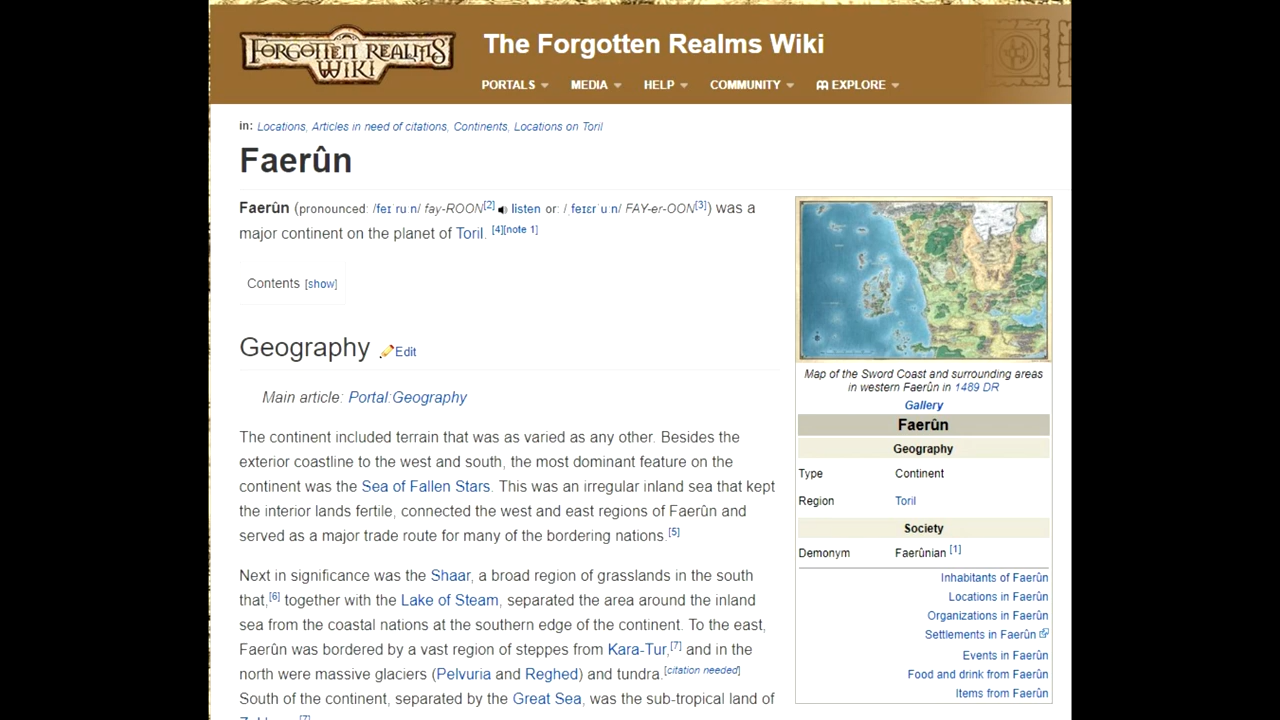 FORGOTTEN REALMS
WIKI
The Forgotten Realms Wiki
PORTALS MEDIA HELP COMMUNITY EXPLORE
in: Locations, Articles in need of citations, Continents, Locations on Toril
Faerûn
Faerûn (pronounced: /feɪˈruːn/ fay-ROON[2] listen or: /ˌfeɪɛrˈuːn/ FAY-er-OON[3]) was a
major continent on the planet of Toril. [4][note 1]
Contents [show]
Geography Edit
Main article: Portal:Geography
The continent included terrain that was as varied as any other. Besides the
exterior coastline to the west and south, the most dominant feature on the
continent was the Sea of Fallen Stars. This was an irregular inland sea that kept
the interior lands fertile, connected the west and east regions of Faerûn and
served as a major trade route for many of the bordering nations.[5]
Next in significance was the Shaar, a broad region of grasslands in the south
that,[6] together with the Lake of Steam, separated the area around the inland
sea from the coastal nations at the southern edge of the continent. To the east,
Faerûn was bordered by a vast region of steppes from Kara-Tur,[7] and in the
north were massive glaciers (Pelvuria and Reghed) and tundra.[citation needed]
South of the continent, separated by the Great Sea, was the sub-tropical land of
[7]
Map of the Sword Coast and surrounding areas
in western Faerûn in 1489 DR
Gallery
Faerûn
Geography
Type Continent
Region Toril
Society
Demonym Faerûnian [1]
Inhabitants of Faerûn
Locations in Faerûn
Organizations in Faerûn
Settlements in Faerûn
Events in Faerûn
Food and drink from Faerûn
Items from Faerûn